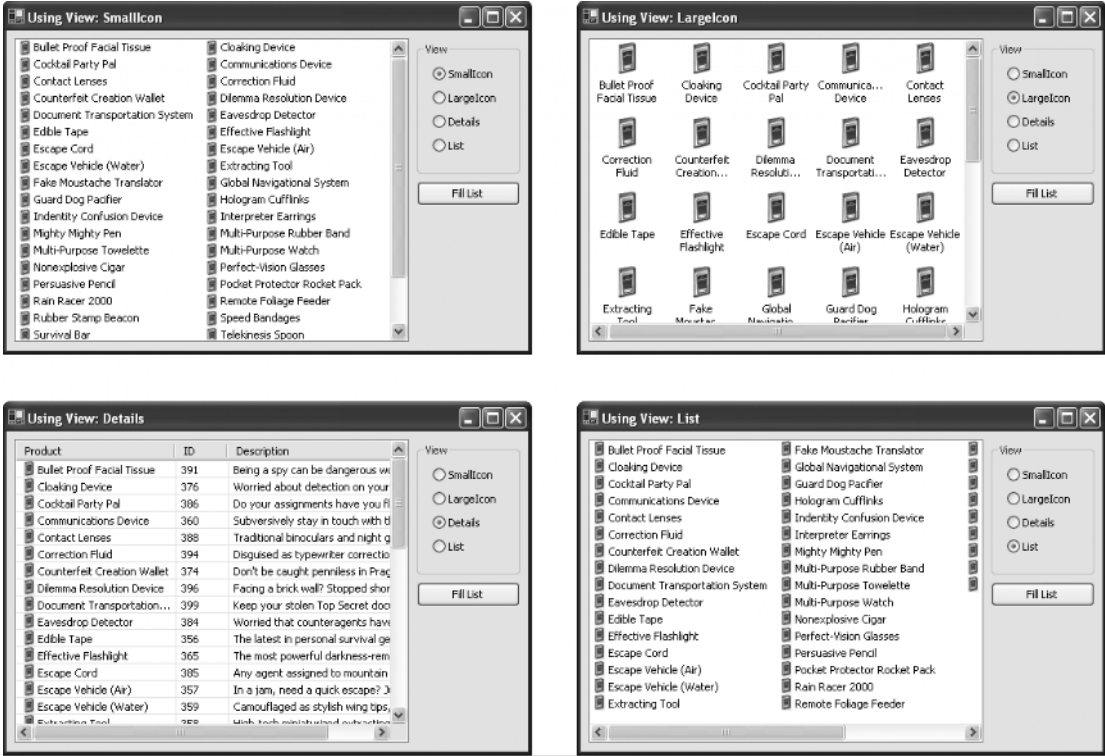 Using View: SmallIcon
Bullet Proof Facial Tissue Cloaking Device
Cocktail Party Pal Communications Device
Contact Lenses Correction Fluid
Counterfeit Creation Wallet Dilemma Resolution Device
Document Transportation System Eavesdrop Detector
Edible Tape Effective Flashlight
Escape Cord Escape Vehicle (Air)
Escape Vehicle (Water) Extracting Tool
Fake Moustache Translator Global Navigational System
Guard Dog Pacifier Hologram Cufflinks
Indentity Confusion Device Interpreter Earrings
Mighty Mighty Pen Multi-Purpose Rubber Band
Multi-Purpose Towelette Multi-Purpose Watch
Nonexplosive Cigar Perfect-Vision Glasses
Persuasive Pencil Pocket Protector Rocket Pack
Rain Racer 2000 Remote Foliage Feeder
Rubber Stamp Beacon Speed Bandages
Survival Bar Telekinesis Spoon
View
SmallIcon
LargeIcon
Details
List
Fill List
Using View: LargeIcon
Bullet Proof Cloaking Cocktail Party Communica... Contact
Facial Tissue Device Pal Device Lenses
Correction Counterfeit Dilemma Document Eavesdrop
Fluid Creation... Resoluti... Transportati... Detector
Edible Tape Effective Escape Cord Escape Vehicle Escape Vehicle
Flashlight (Air) (Water)
Extracting Fake Global Guard Dog Hologram
Tool Moustac... Navigatio... Pacifier Cufflinks
View
SmallIcon
LargeIcon
Details
List
Fill List
Using View: Details
Product ID Description
Bullet Proof Facial Tissue 391 Being a spy can be dangerous
Cloaking Device 376 Worried about detection on your
Cocktail Party Pal 386 Do your assignments have you
Communications Device 360 Subversively stay in touch with
Contact Lenses 388 Traditional binoculars and night
Correction Fluid 394 Disguised as typewriter correctio
Counterfeit Creation Wallet 374 Don't be caught penniless in Prag
Dilemma Resolution Device 396 Facing a brick wall? Stopped shor
Document Transportation... 399 Keep your stolen Top Secret
Eavesdrop Detector 384 Worried that counteragents have
Edible Tape 356 The latest in personal survival ge
Effective Flashlight 365 The most powerful darkness-rem
Escape Cord 385 Any agent assigned to mountain
Escape Vehicle (Air) 357 In a jam, need a quick escape?
Escape Vehicle (Water) 359 Camouflaged as stylish wing tips,
Extracting Tool 358 High-tech miniaturized extracting
View
SmallIcon
LargeIcon
Details
List
Fill List
Using View: List
Bullet Proof Facial Tissue Fake Moustache Translator
Cloaking Device Global Navigational System
Cocktail Party Pal Guard Dog Pacifier
Communications Device Hologram Cufflinks
Contact Lenses Indentity Confusion Device
Correction Fluid Interpreter Earrings
Counterfeit Creation Wallet Mighty Mighty Pen
Dilemma Resolution Device Multi-Purpose Rubber Band
Document Transportation System Multi-Purpose Towelette
Eavesdrop Detector Multi-Purpose Watch
Edible Tape Nonexplosive Cigar
Effective Flashlight Perfect-Vision Glasses
Escape Cord Persuasive Pencil
Escape Vehicle (Air) Pocket Protector Rocket Pack
Escape Vehicle (Water) Rain Racer 2000
Extracting Tool Remote Foliage Feeder
View
SmallIcon
LargeIcon
Details
List
Fill List